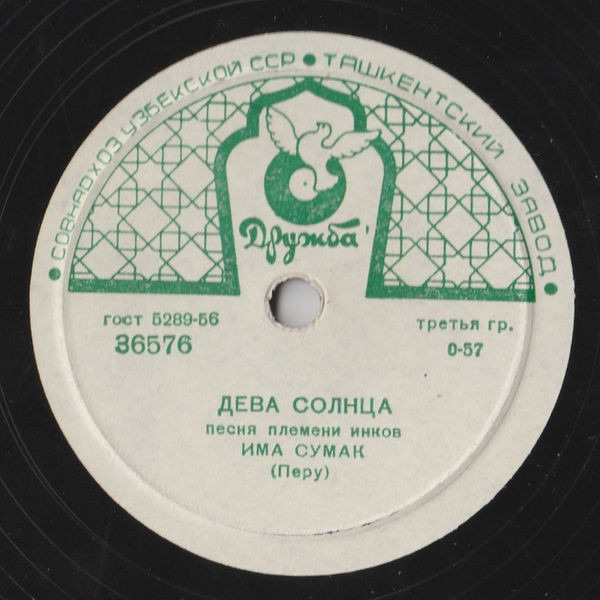 • СОВНАРХОЗ УЗБЕКСКОЙ ССР • ТАШКЕНТСКИЙ ЗАВОД •
Дружба
гост 5289-56
36576
третья гр.
0-57
ДЕВА СОЛНЦА
песня племени инков
ИМА СУМАК
(Перу)